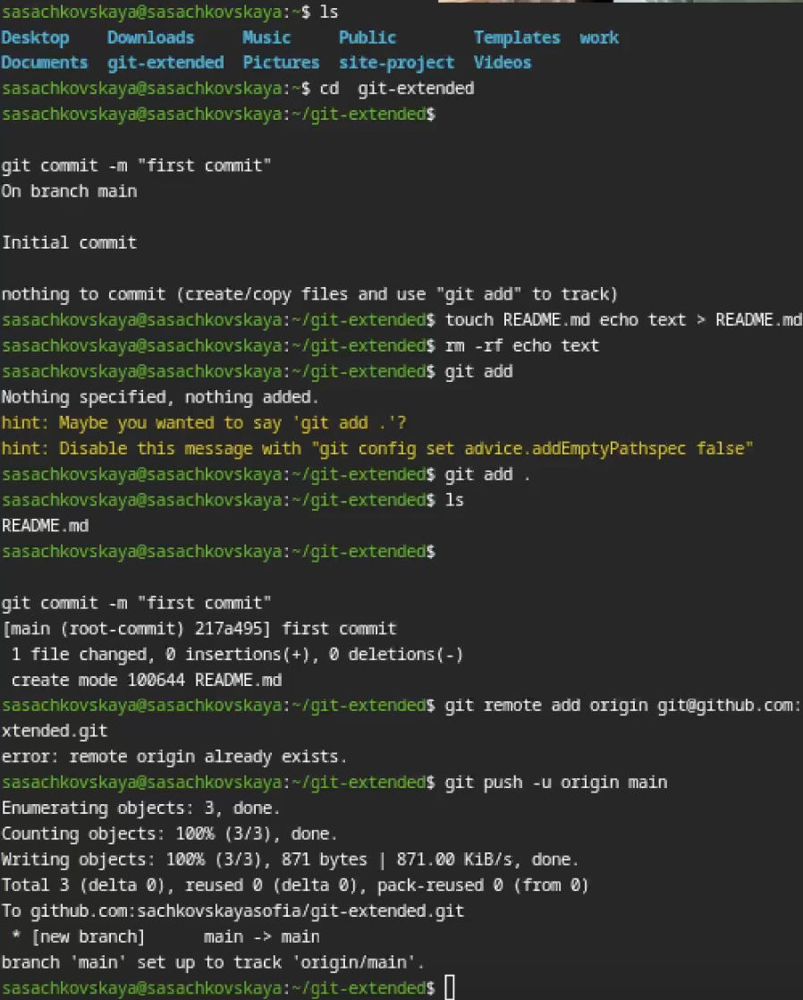 sasachkovskaya@sasachkovskaya:~$ ls
Desktop Downloads Music Public Templates work
Documents git-extended Pictures site-project Videos
sasachkovskaya@sasachkovskaya:~$ cd  git-extended
sasachkovskaya@sasachkovskaya:~/git-extended$
git commit -m "first commit"
On branch main
Initial commit
nothing to commit (create/copy files and use "git add" to track)
sasachkovskaya@sasachkovskaya:~/git-extended$ touch README.md echo text > README.md
sasachkovskaya@sasachkovskaya:~/git-extended$ rm -rf echo text
sasachkovskaya@sasachkovskaya:~/git-extended$ git add
Nothing specified, nothing added.
hint: Maybe you wanted to say 'git add .'?
hint: Disable this message with "git config set advice.addEmptyPathspec false"
sasachkovskaya@sasachkovskaya:~/git-extended$ git add .
sasachkovskaya@sasachkovskaya:~/git-extended$ ls
README.md
sasachkovskaya@sasachkovskaya:~/git-extended$
git commit -m "first commit"
[main (root-commit) 217a495] first commit
 1 file changed, 0 insertions(+), 0 deletions(-)
 create mode 100644 README.md
sasachkovskaya@sasachkovskaya:~/git-extended$ git remote add origin git@github.com:
xtended.git
error: remote origin already exists.
sasachkovskaya@sasachkovskaya:~/git-extended$ git push -u origin main
Enumerating objects: 3, done.
Counting objects: 100% (3/3), done.
Writing objects: 100% (3/3), 871 bytes | 871.00 KiB/s, done.
Total 3 (delta 0), reused 0 (delta 0), pack-reused 0 (from 0)
To github.com:sachkovskayasofia/git-extended.git
 * [new branch]      main -> main
branch 'main' set up to track 'origin/main'.
sasachkovskaya@sasachkovskaya:~/git-extended$